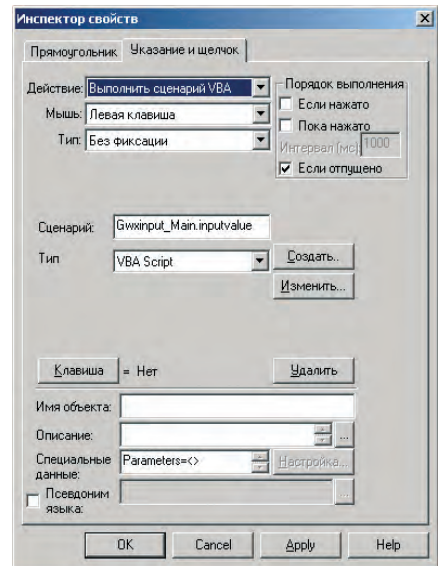 Инспектор свойств
Прямоугольник Указание и щелчок
Действие: Выполнить сценарий VBA
Порядок выполнения
Мышь: Левая клавиша
Если нажато
Пока нажато
Тип: Без фиксации
Интервал (мс): 1000
Если отпущено
Сценарий: Gwxinput_Main.inputvalue
Тип VBA Script Создать..
Изменить...
Клавиша = Нет Удалить
Имя объекта:
Описание: ...
Специальные данные: Parameters=<> Настройка...
Псевдоним языка: ...
OK Cancel Apply Help